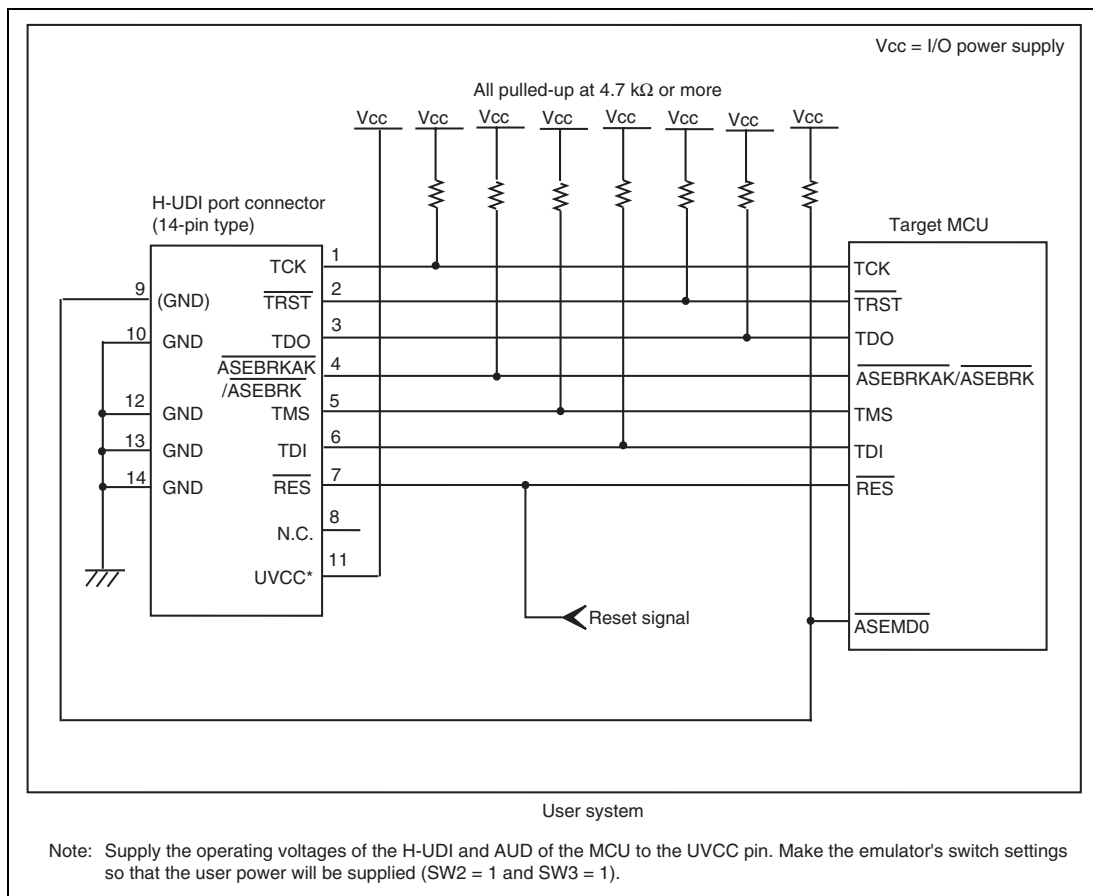 Vcc = I/O power supply
All pulled-up at 4.7 kΩ or more
Vcc Vcc Vcc Vcc Vcc Vcc Vcc Vcc
H-UDI port connector
(14-pin type)
Target MCU
1
TCK
TCK
9
(GND)
2
TRST
TRST
10
GND
3
TDO
TDO
4
ASEBRKAK
/ASEBRK
ASEBRKAK/ASEBRK
12
GND
5
TMS
TMS
13
GND
6
TDI
TDI
14
GND
7
RES
RES
8
N.C.
11
UVCC*
Reset signal
ASEMD0
User system
Note: Supply the operating voltages of the H-UDI and AUD of the MCU to the UVCC pin. Make the emulator's switch settings
so that the user power will be supplied (SW2 = 1 and SW3 = 1).